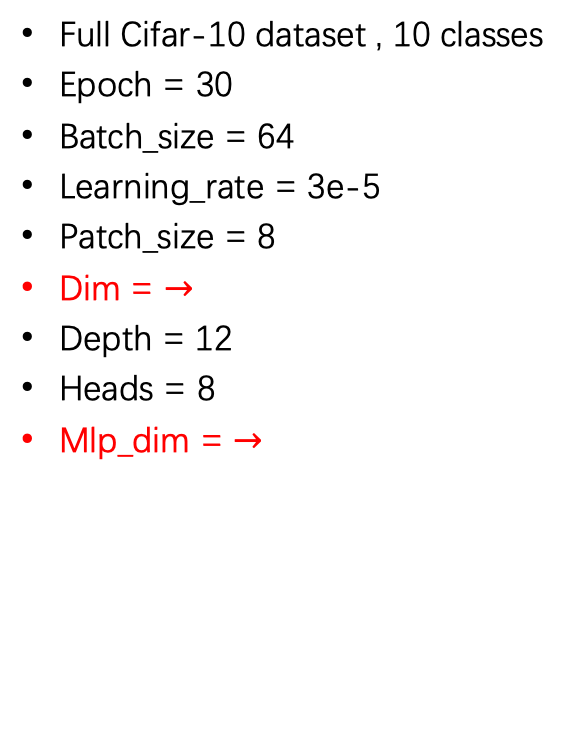 • Full Cifar-10 dataset , 10 classes
• Epoch = 30
• Batch_size = 64
• Learning_rate = 3e-5
• Patch_size = 8
• Dim = →
• Depth = 12
• Heads = 8
• Mlp_dim = →